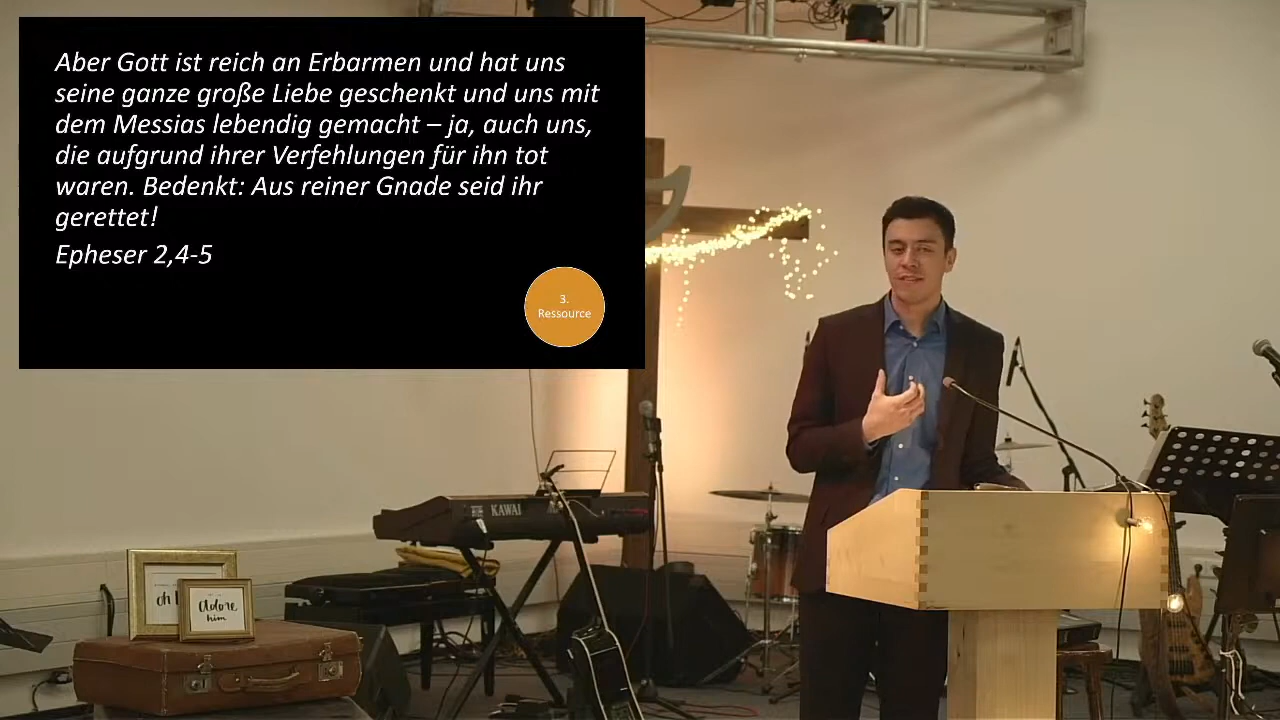 Aber Gott ist reich an Erbarmen und hat uns
seine ganze große Liebe geschenkt und uns mit
dem Messias lebendig gemacht – ja, auch uns,
die aufgrund ihrer Verfehlungen für ihn tot
waren. Bedenkt: Aus reiner Gnade seid ihr
gerettet!
Epheser 2,4-5
3.
Ressource
KAWAI
oh
adore
him